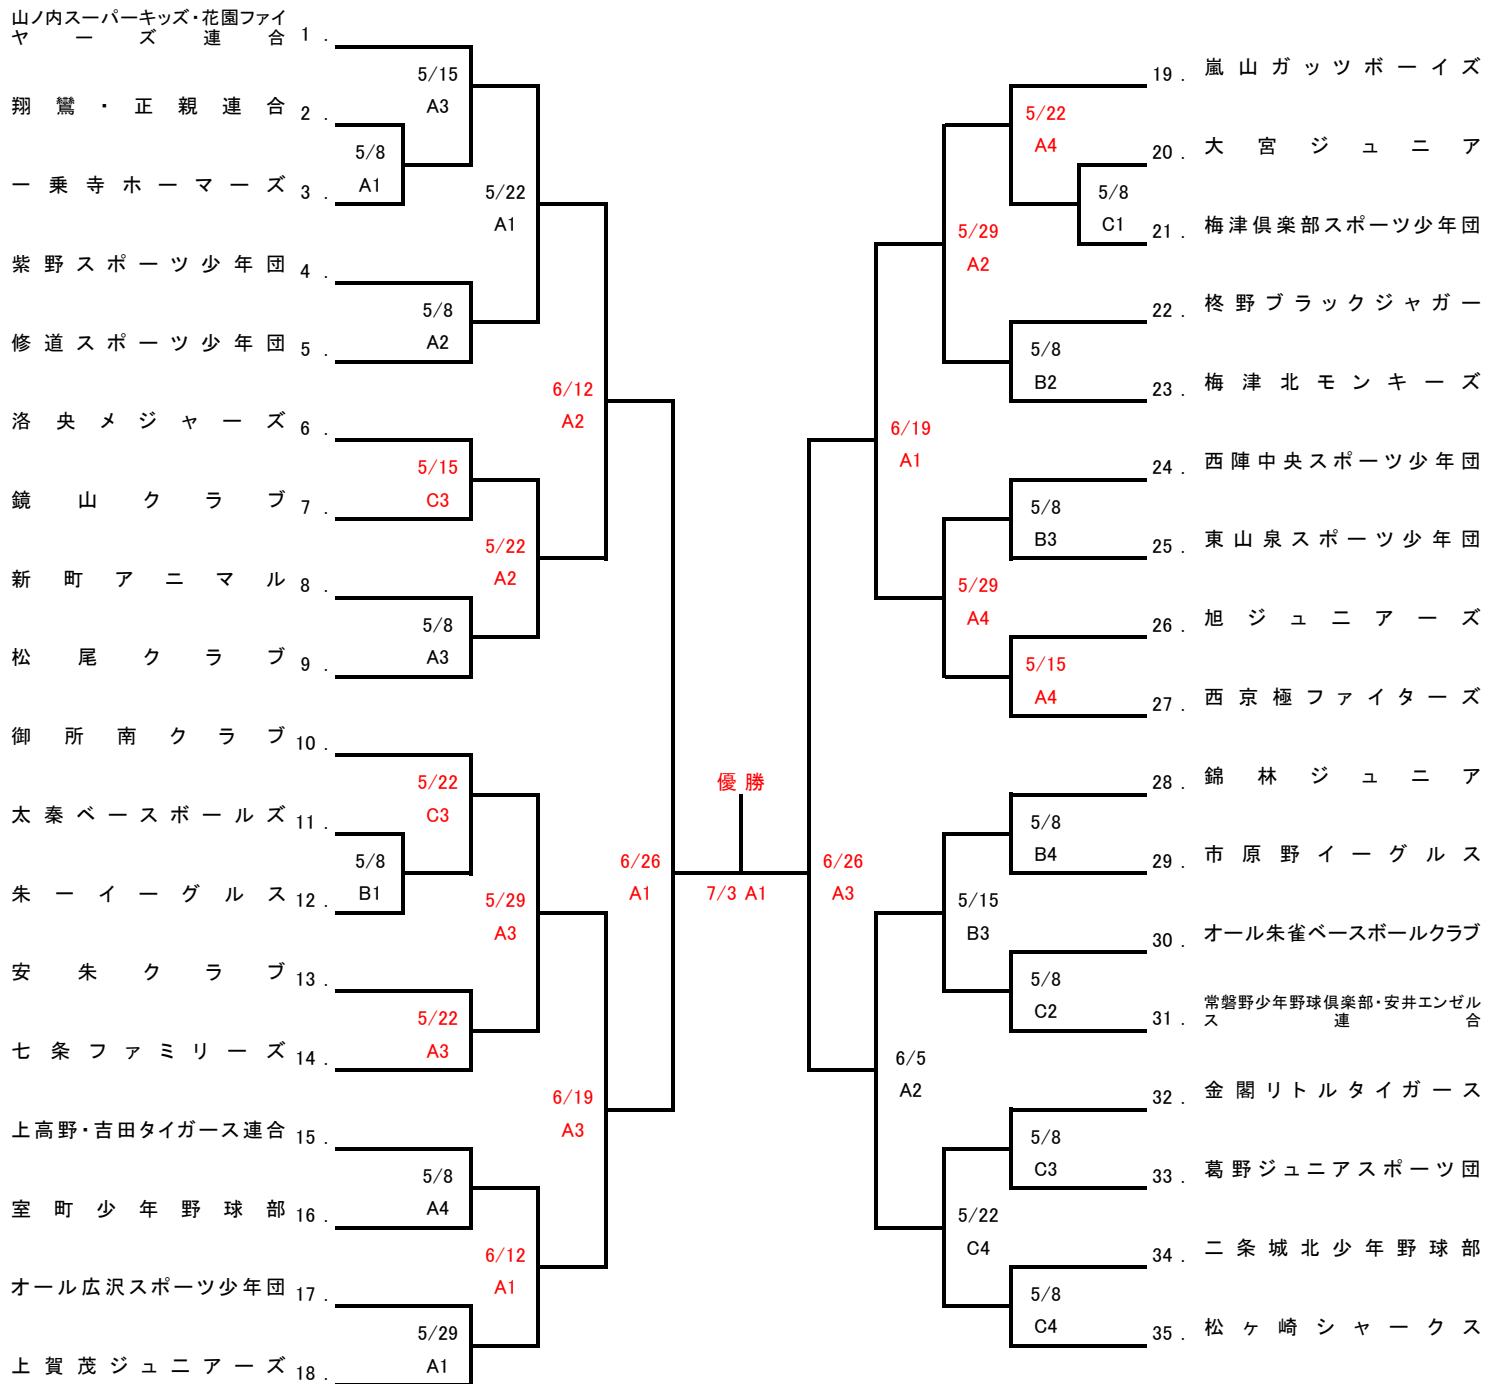 山ノ内スーパーキッズ・花園ファイ
ヤーズ連合 1 .
翔鸞・正親連合 2 .
一乗寺ホーマーズ 3 .
紫野スポーツ少年団 4 .
修道スポーツ少年団 5 .
洛央メジャーズ 6 .
鏡山クラブ 7 .
新町アニマル 8 .
松尾クラブ 9 .
御所南クラブ 10 .
太秦ベースボールズ 11 .
朱一イーグルス 12 .
安朱クラブ 13 .
七条ファミリーズ 14 .
上高野・吉田タイガース連合 15 .
室町少年野球部 16 .
オール広沢スポーツ少年団 17 .
上賀茂ジュニアーズ 18 .
5/15
A3
5/8
A1
5/22
A1
5/8
A2
6/12
A2
5/15
C3
5/22
A2
5/8
A3
5/22
C3
5/8
B1
5/29
A3
5/22
A3
6/19
A3
5/8
A4
6/12
A1
5/29
A1
6/26
A1
優勝
7/3 A1
6/26
A3
5/22
A4
5/8
C1
5/29
A2
5/8
B2
6/19
A1
5/8
B3
5/29
A4
5/15
A4
5/8
B4
5/15
B3
5/8
C2
6/5
A2
5/8
C3
5/22
C4
5/8
C4
19 . 嵐山ガッツボーイズ
20 . 大宮ジュニア
21 . 梅津倶楽部スポーツ少年団
22 . 柊野ブラックジャガー
23 . 梅津北モンキーズ
24 . 西陣中央スポーツ少年団
25 . 東山泉スポーツ少年団
26 . 旭ジュニアーズ
27 . 西京極ファイターズ
28 . 錦林ジュニア
29 . 市原野イーグルス
30 . オール朱雀ベースボールクラブ
常磐野少年野球倶楽部・安井エンゼル
31 . ス連合
32 . 金閣リトルタイガース
33 . 葛野ジュニアスポーツ団
34 . 二条城北少年野球部
35 . 松ヶ崎シャークス